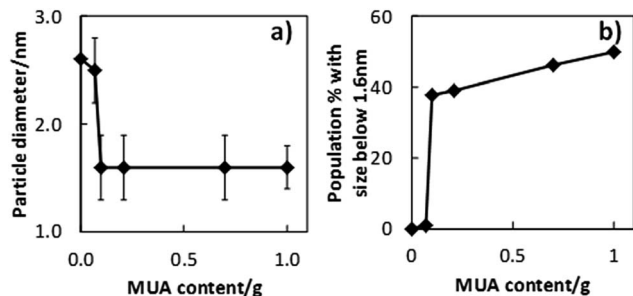 a)
Particle diameter/nm
3.0
2.0
1.0
0.0
0.5
1.0
MUA content/g
b)
Population % with
size below 1.6nm
60
40
20
0
0
0.5
1
MUA content/g